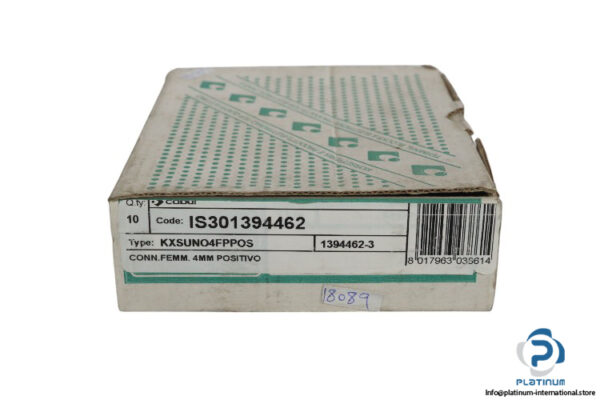 Q.ty
10
Cabur
Code: IS301394462
Type: KXSUNO4FPPOS
1394462-3
CONN.FEMM. 4MM POSITIVO
8 017963 035614
18089
PLATINUM
Info@platinum-international.store